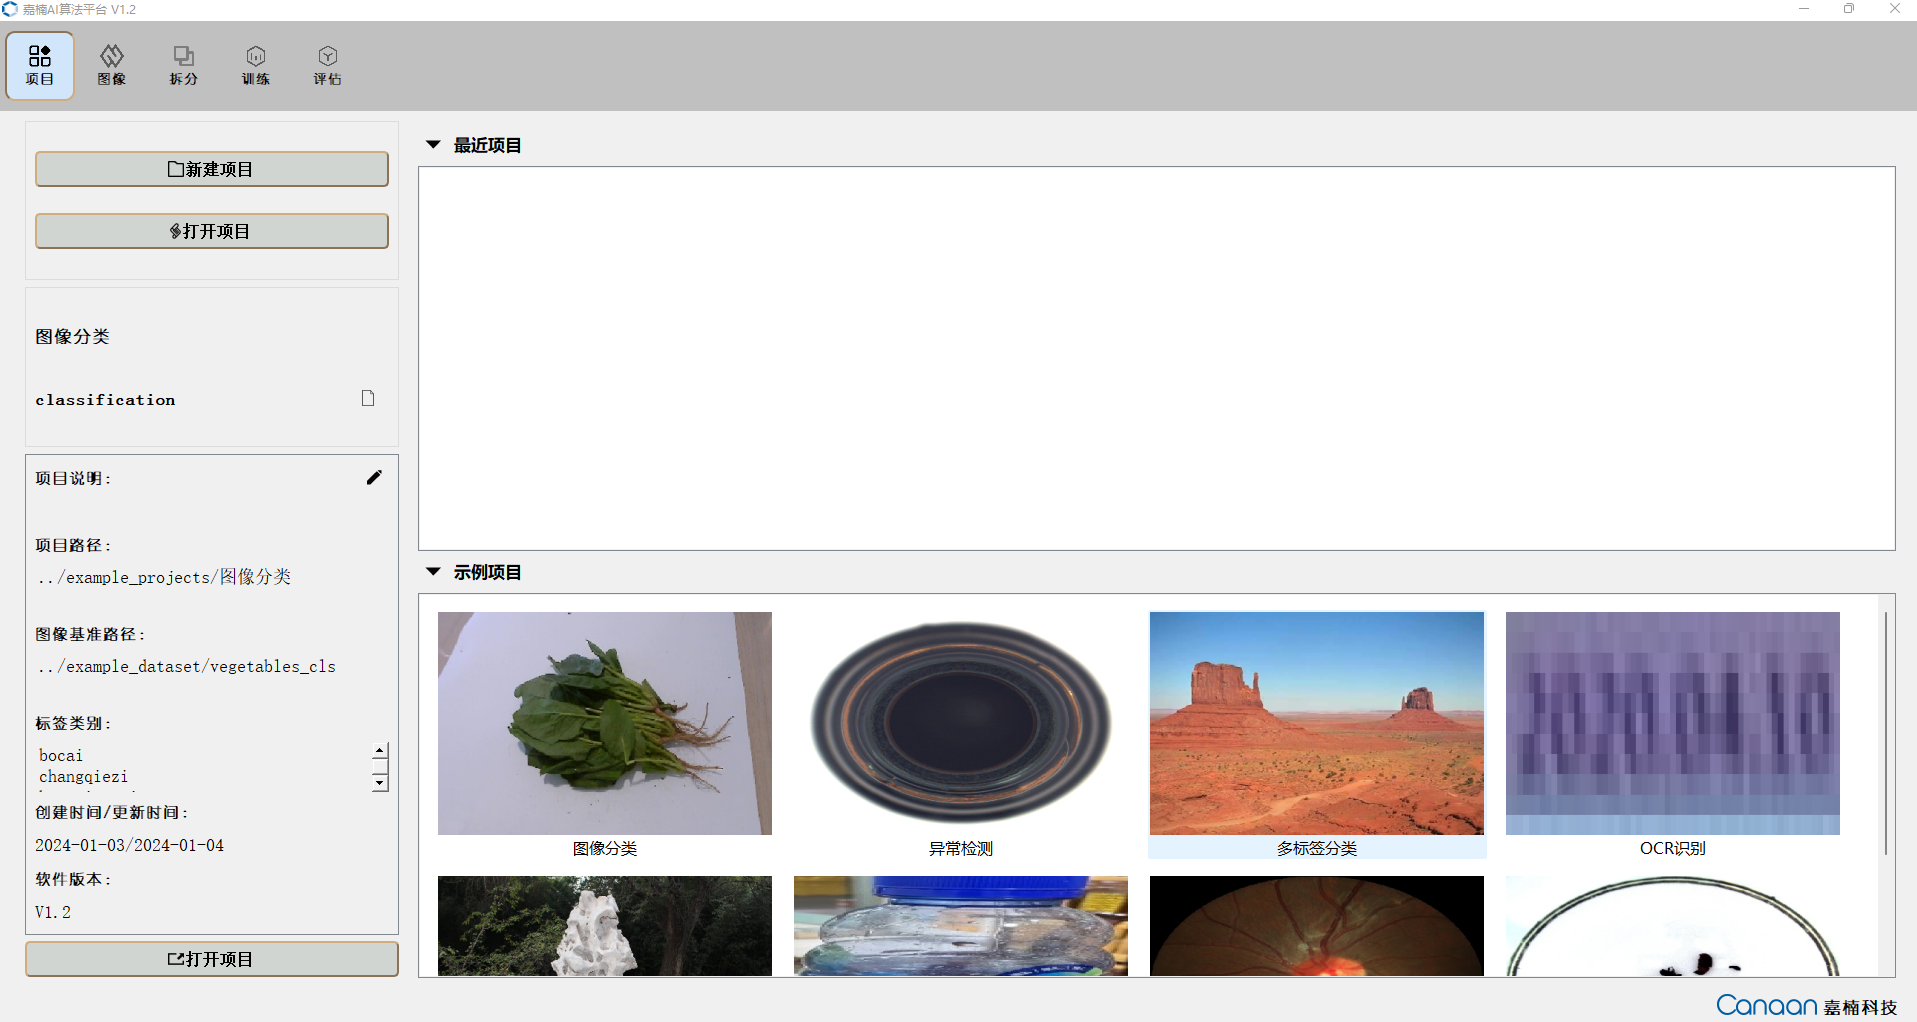 嘉楠AI算法平台 V1.2
项目
图像
拆分
训练
评估
新建项目
打开项目
图像分类
classification
项目说明:
项目路径:
../example_projects/图像分类
图像基准路径:
../example_dataset/vegetables_cls
标签类别:
bocai
changqiezi
创建时间/更新时间:
2024-01-03/2024-01-04
软件版本:
V1.2
打开项目
最近项目
示例项目
图像分类
异常检测
多标签分类
OCR识别
Canaan 嘉楠科技